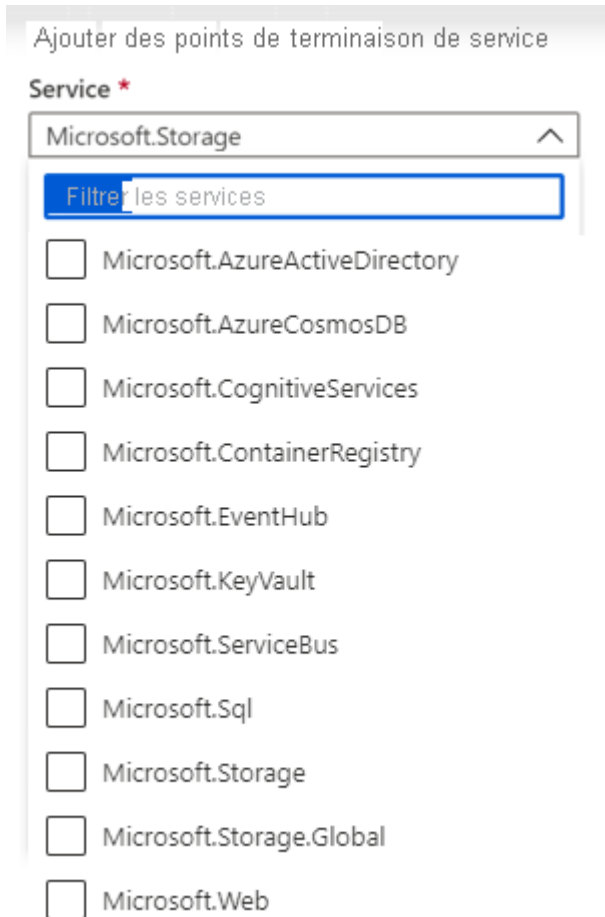 Ajouter des points de terminaison de service
Service *
Microsoft.Storage
Filtrer les services
Microsoft.AzureActiveDirectory
Microsoft.AzureCosmosDB
Microsoft.CognitiveServices
Microsoft.ContainerRegistry
Microsoft.EventHub
Microsoft.KeyVault
Microsoft.ServiceBus
Microsoft.Sql
Microsoft.Storage
Microsoft.Storage.Global
Microsoft.Web